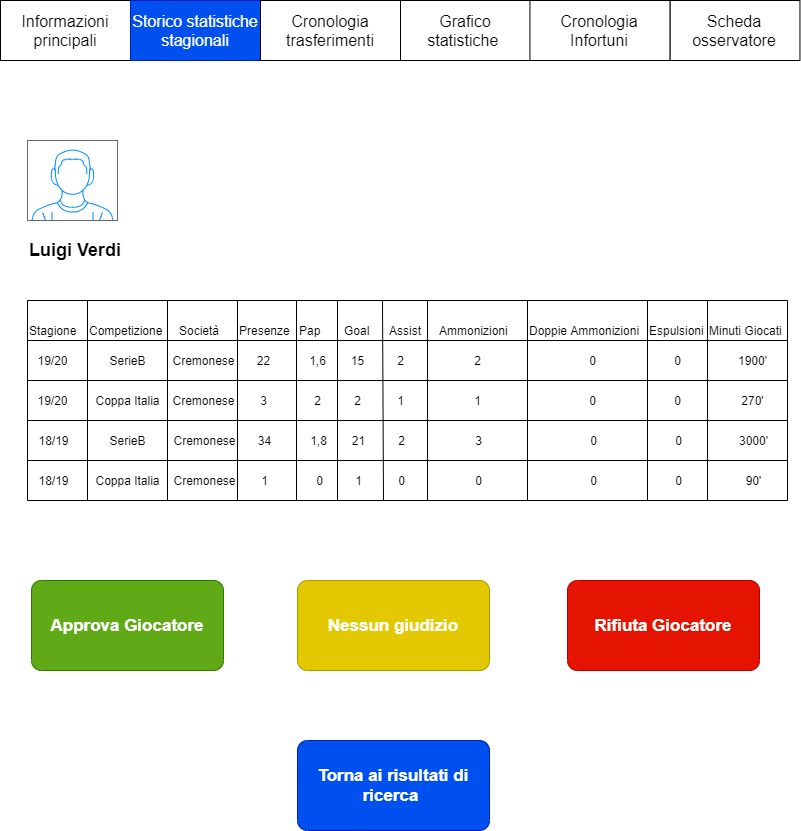 Informazioni principali
Storico statistiche stagionali
Cronologia trasferimenti
Grafico statistiche
Cronologia Infortuni
Scheda osservatore
Luigi Verdi
Stagione Competizione Società Presenze Pap Goal Assist Ammonizioni Doppie Ammonizioni Espulsioni Minuti Giocati
19/20 SerieB Cremonese 22 1,6 15 2 2 0 0 1900'
19/20 Coppa Italia Cremonese 3 2 2 1 1 0 0 270'
18/19 SerieB Cremonese 34 1,8 21 2 3 0 0 3000'
18/19 Coppa Italia Cremonese 1 0 1 0 0 0 0 90'
Approva Giocatore
Nessun giudizio
Rifiuta Giocatore
Torna ai risultati di
ricerca